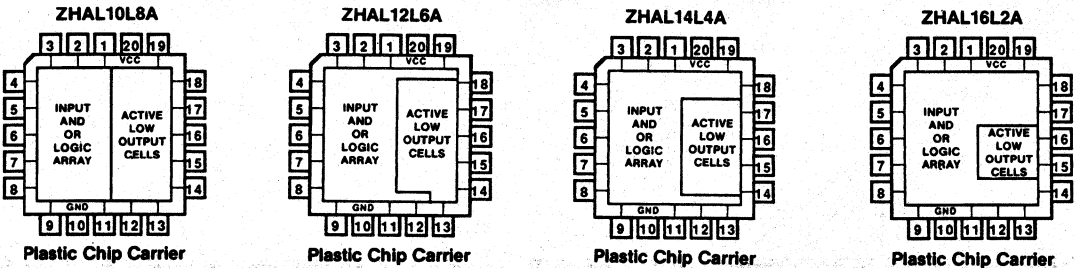 ZHAL10L8A
3 2 1 20 19
VCC
4 18
5 17
6 16
7 15
8 14
INPUT
AND
OR
LOGIC
ARRAY
ACTIVE
LOW
OUTPUT
CELLS
GND
9 10 11 12 13
Plastic Chip Carrier
ZHAL12L6A
3 2 1 20 19
VCC
4 18
5 17
6 16
7 15
8 14
INPUT
AND
OR
LOGIC
ARRAY
ACTIVE
LOW
OUTPUT
CELLS
GND
9 10 11 12 13
Plastic Chip Carrier
ZHAL14L4A
3 2 1 20 19
VCC
4 18
5 17
6 16
7 15
8 14
INPUT
AND
OR
LOGIC
ARRAY
ACTIVE
LOW
OUTPUT
CELLS
GND
9 10 11 12 13
Plastic Chip Carrier
ZHAL16L2A
3 2 1 20 19
VCC
4 18
5 17
6 16
7 15
8 14
INPUT
AND
OR
LOGIC
ARRAY
ACTIVE
LOW
OUTPUT
CELLS
GND
9 10 11 12 13
Plastic Chip Carrier